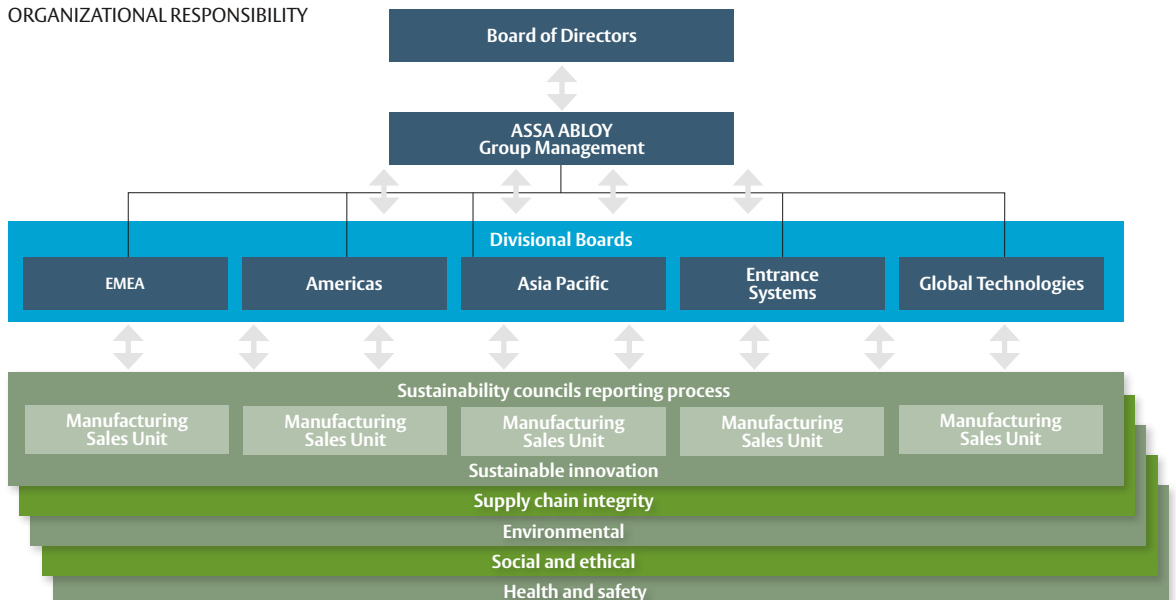 ORGANIZATIONAL RESPONSIBILITY
Board of Directors
ASSA ABLOY
Group Management
Divisional Boards
EMEA
Americas
Asia Pacific
Entrance
Systems
Global Technologies
Sustainability councils reporting process
Manufacturing
Sales Unit
Manufacturing
Sales Unit
Manufacturing
Sales Unit
Manufacturing
Sales Unit
Manufacturing
Sales Unit
Sustainable innovation
Supply chain integrity
Environmental
Social and ethical
Health and safety